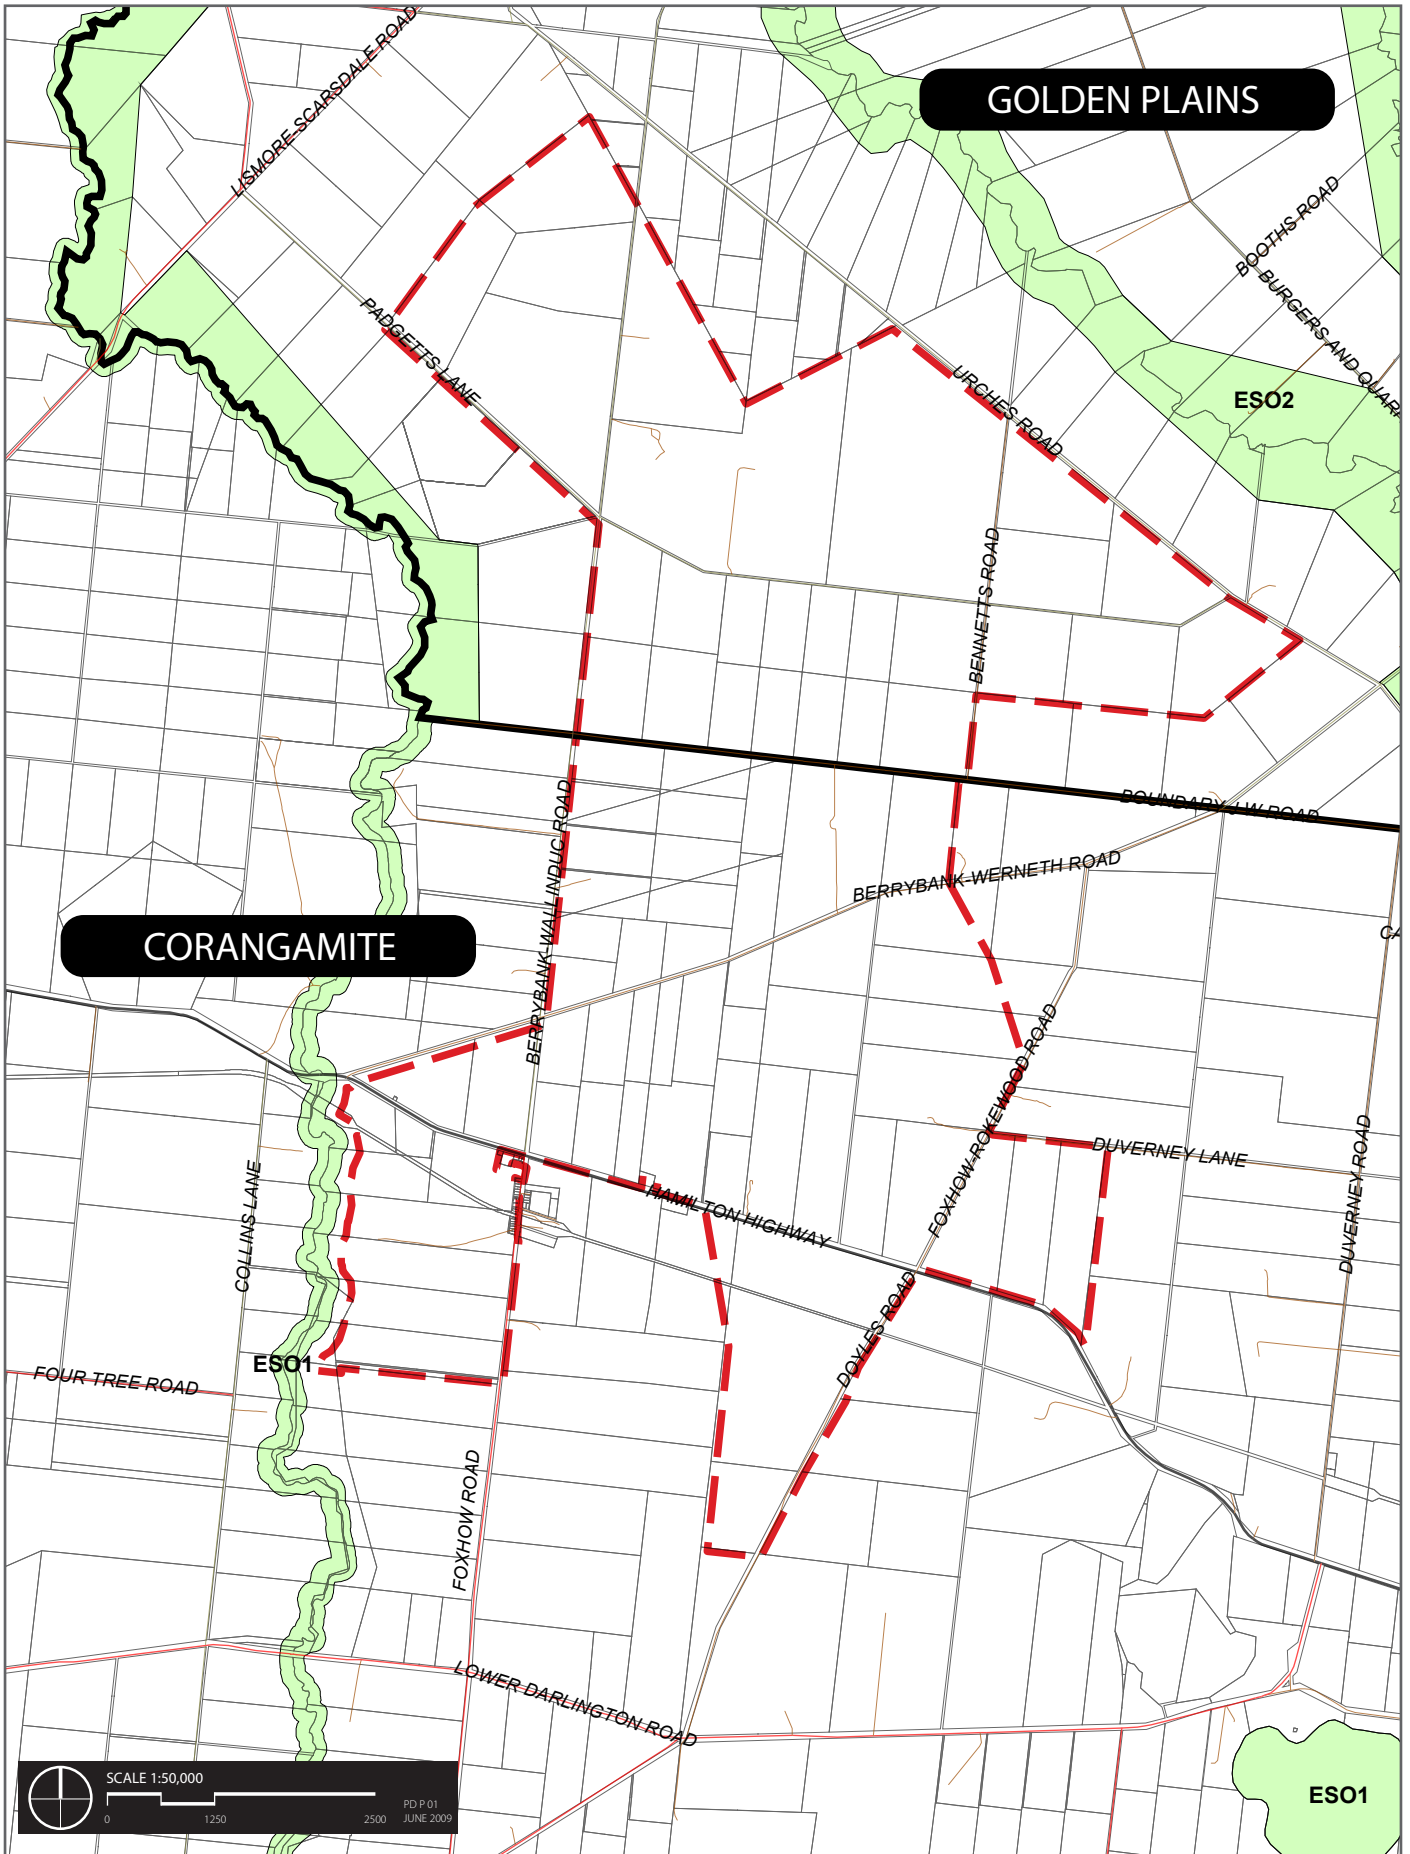 LISMORE-SCARSDALE ROAD
GOLDEN PLAINS
BOOTHS ROAD
PADGETTS LANE
URCHES ROAD
ESO2
BENNETTS ROAD
BOUNDARY J-W ROAD
BERRYBANK-WALLINDUC ROAD
BERRYBANK-WERNETH ROAD
CORANGAMITE
FOXHOW-ROKEWOOD ROAD
DUVERNEY LANE
DUVERNEY ROAD
HAMILTON HIGHWAY
COLLINS LANE
DOYLES ROAD
ESO1
FOUR TREE ROAD
FOXHOW ROAD
LOWER DARLINGTON ROAD
SCALE 1:50,000
0 1250 2500
PD P 01
JUNE 2009
ESO1
BURGERS AND QUAR
CA